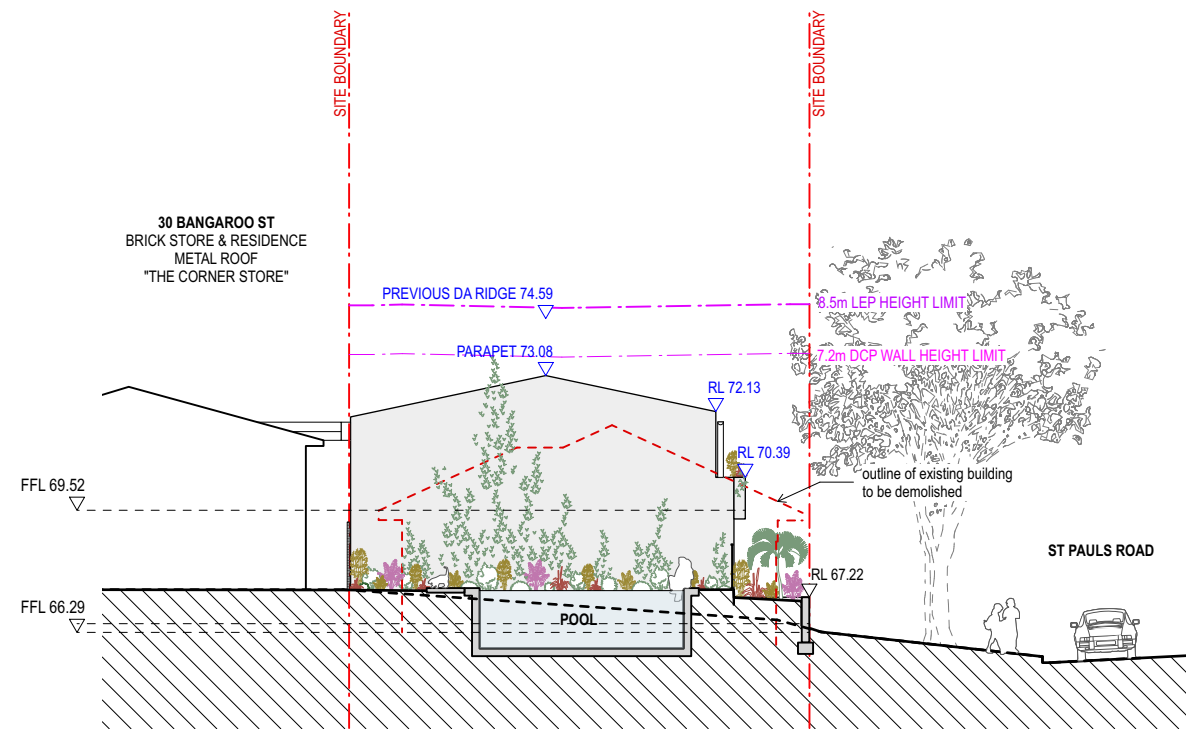 SITE BOUNDARY
SITE BOUNDARY
30 BANGAROO ST
BRICK STORE & RESIDENCE
METAL ROOF
"THE CORNER STORE"
PREVIOUS DA RIDGE 74.59
8.5m LEP HEIGHT LIMIT
PARAPET 73.08
7.2m DCP WALL HEIGHT LIMIT
RL 72.13
RL 70.39
outline of existing building
to be demolished
FFL 69.52
ST PAULS ROAD
RL 67.22
FFL 66.29
POOL